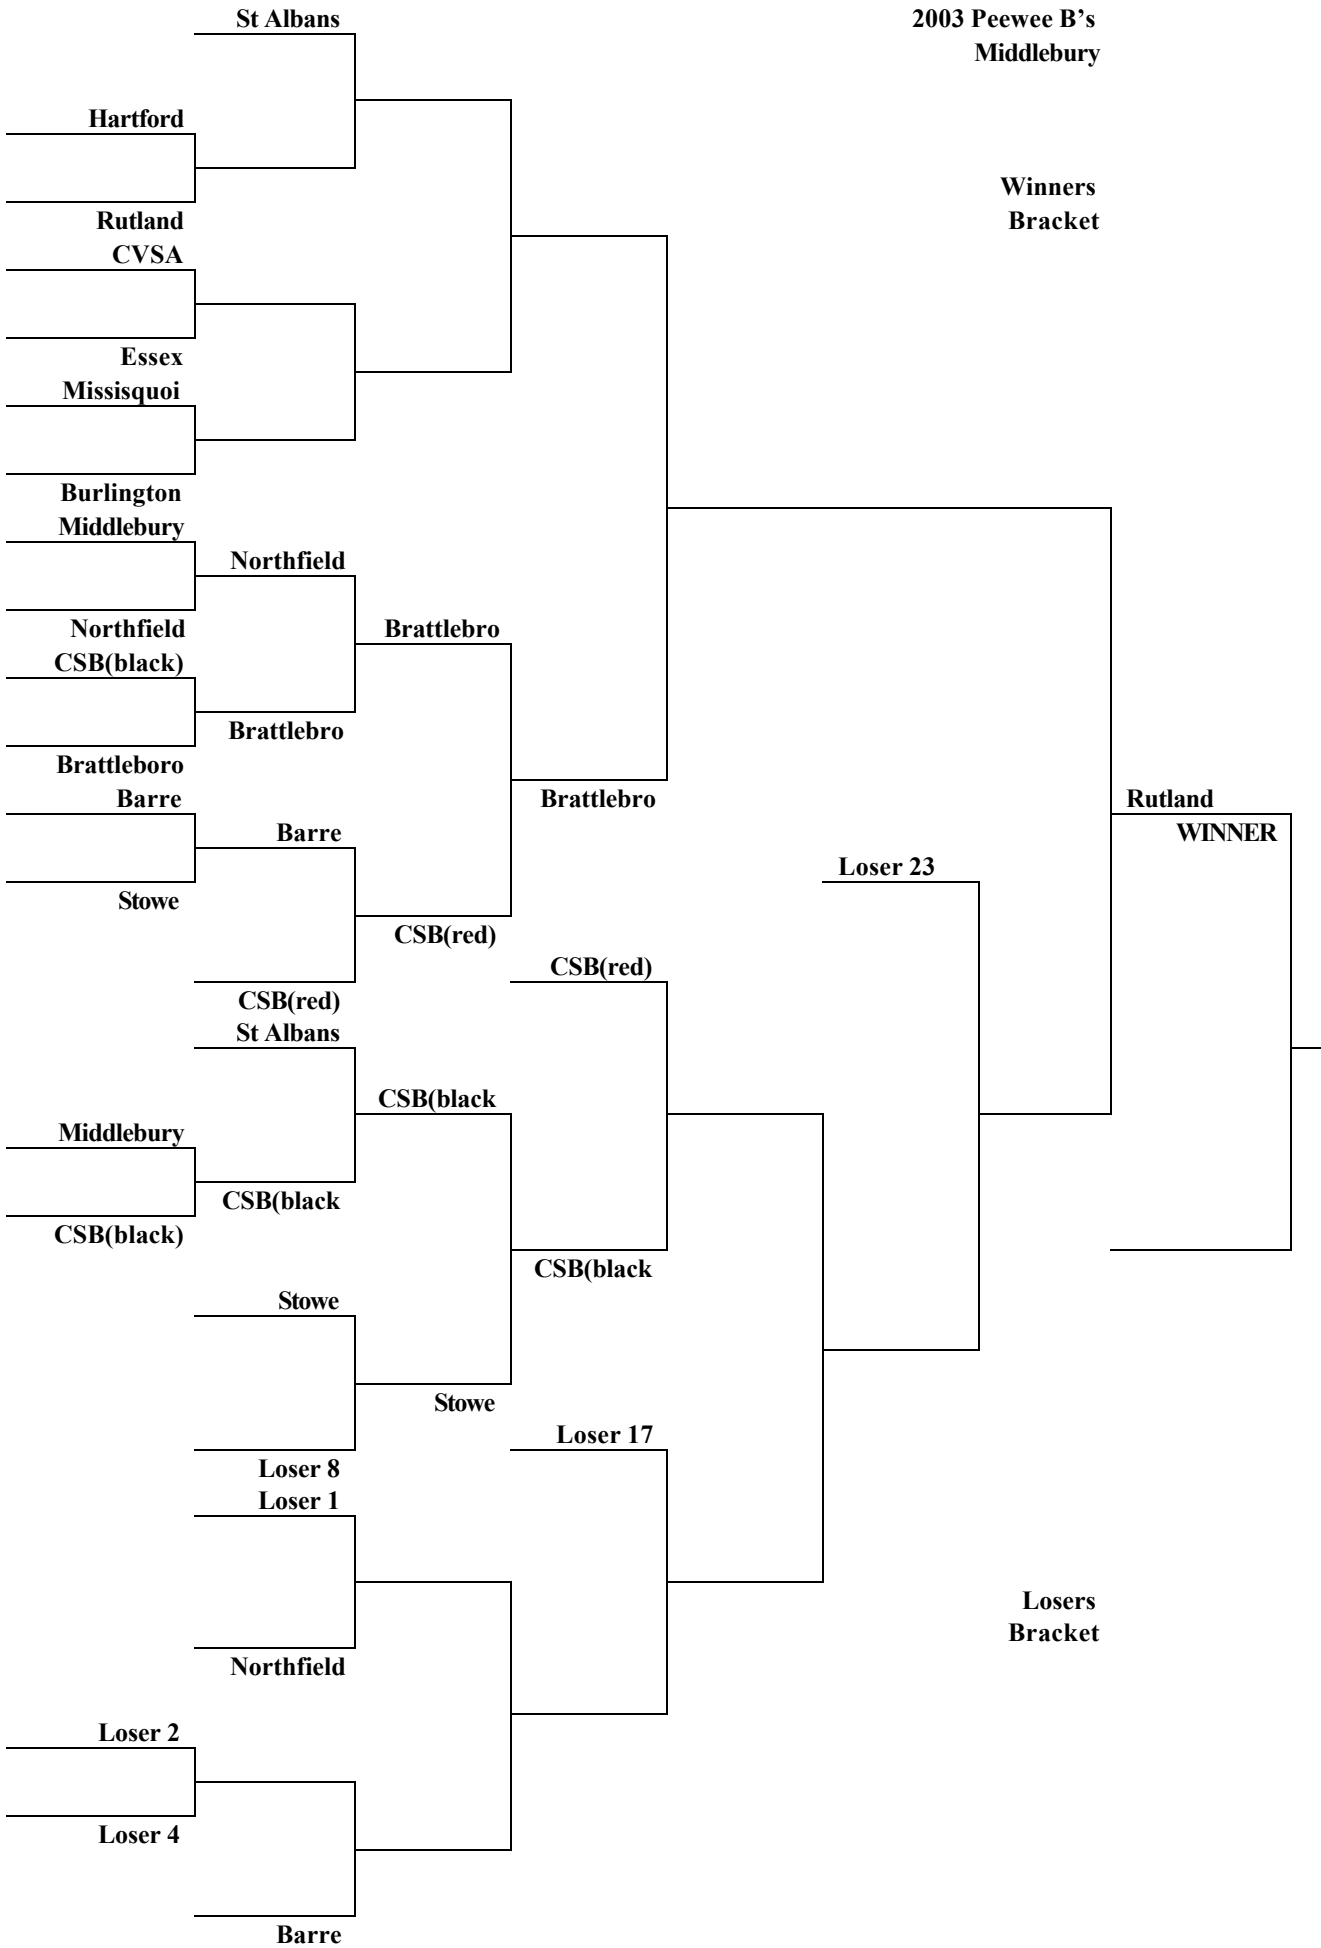 St Albans
2003 Peewee B’s
Middlebury
Hartford
Winners
Bracket
Rutland
CVSA
Essex
Missisquoi
Burlington
Middlebury
Northfield
Northfield
Brattlebro
CSB(black)
Brattlebro
Brattleboro
Barre
Brattlebro
Rutland
Barre
WINNER
Loser 23
Stowe
CSB(red)
CSB(red)
CSB(red)
St Albans
CSB(black
Middlebury
CSB(black
CSB(black)
CSB(black
Stowe
Stowe
Loser 17
Loser 8
Loser 1
Losers
Bracket
Northfield
Loser 2
Loser 4
Barre